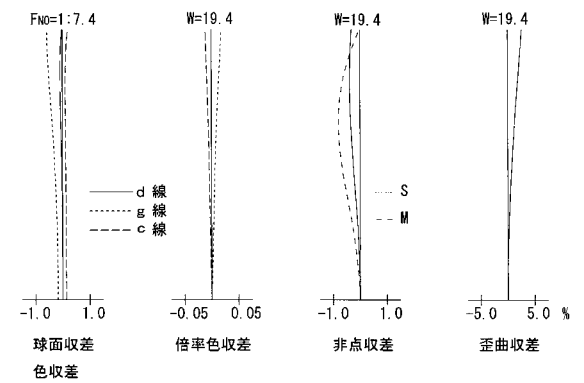 FNO=1:7.4
W=19.4
W=19.4
W=19.4
d 線
g 線
c 線
S
M
-1.0 1.0
-0.05 0.05
-1.0 1.0
-5.0 5.0 %
球面収差
色収差
倍率色収差
非点収差
歪曲収差